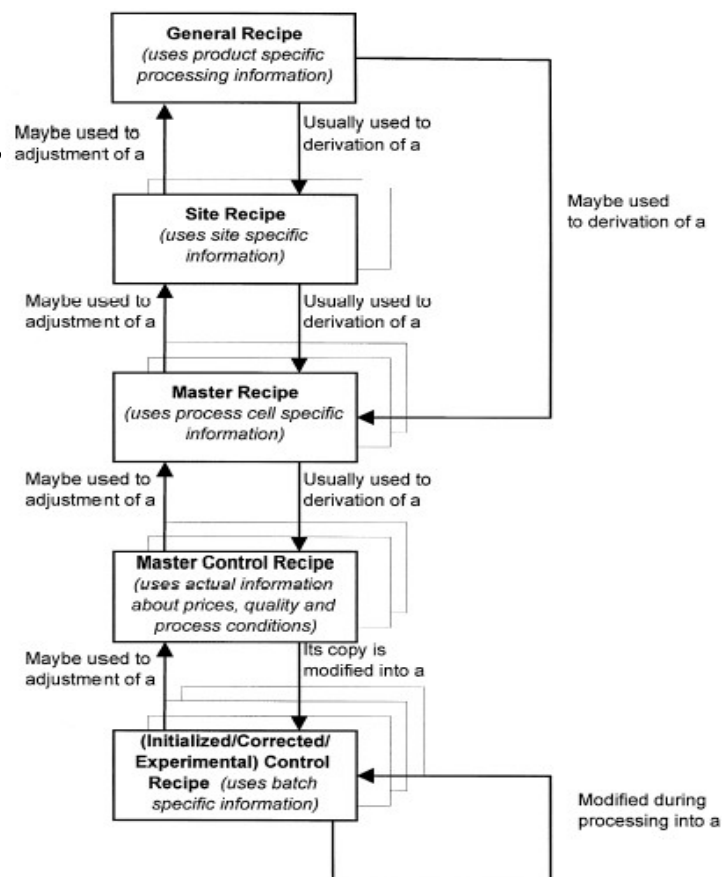 General Recipe
(uses product specific
processing information)
Maybe used to
adjustment of a
Usually used to
derivation of a
Maybe used
to derivation of a
Site Recipe
(uses site specific
information)
Maybe used to
adjustment of a
Usually used to
derivation of a
Master Recipe
(uses process cell specific
information)
Maybe used to
adjustment of a
Usually used to
derivation of a
Master Control Recipe
(uses actual information
about prices, quality and
process conditions)
Maybe used to
adjustment of a
Its copy is
modified into a
(Initialized/Corrected/
Experimental) Control
Recipe (uses batch
specific information)
Modified during
processing into a